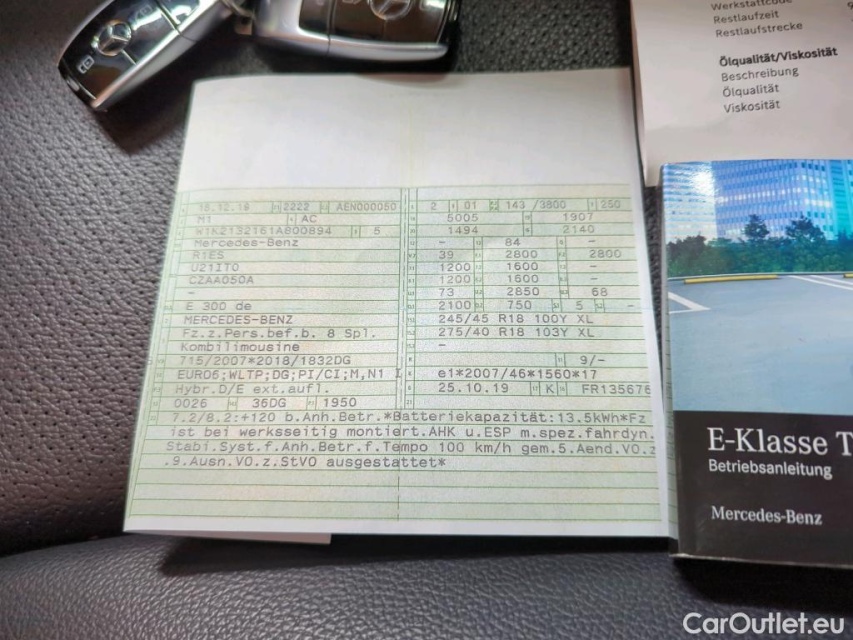 Werkstattcode
Restlaufzeit
Restlaufstrecke
Ölqualität/Viskosität
Beschreibung
Ölqualität
Viskosität
2222 AEN000050
M1 AC
W1K2132161A800894 5
Mercedes-Benz
R1ES
U21IT0
CZAA050A
–
E 300 de
MERCEDES-BENZ
Fz.z.Pers.bef.b. 8 Spl.
Kombilimousine
715/2007*2018/1832DG
EURO6;WLTP;DG;PI/CI;M,N1 I
Hybr.D/E ext.aufl.
0026 36DG 1950
2 01 143 /3800 250
5005 1907
1494 2140
– 84 –
39 2800 2800
1200 1600 –
1200 1600 –
73 2850 68
2100 750 5 –
245/45 R18 100Y XL
275/40 R18 103Y XL
–
9/–
e1*2007/46*1560*17
25.10.19 K FR135676
7.2/8.2:+120 b.Anh.Betr.*Batteriekapazität:13.5kWh*Fz
ist bei werksseitig montiert.AHK u.ESP m.spez.fahrdyn.
Stabi.Syst.f.Anh.Betr.f.Tempo 100 km/h gem.5.Aend.VO.z
.9.Ausn.VO.z.StVO ausgestattet*
E-Klasse T
Betriebsanleitung
Mercedes-Benz
CarOutlet.eu